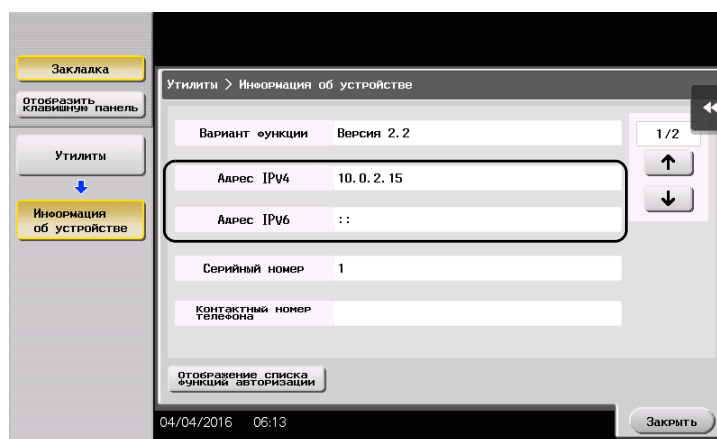 Закладка
Отобразить
клавишную панель
Утилиты
Информация
об устройстве
Утилиты > Информация об устройстве
Вариант функции Версия 2.2
1/2
Адрес IPv4 10.0.2.15
Адрес IPv6 ::
Серийный номер 1
Контактный номер
телефона
Отображение списка
функций авторизации
04/04/2016 06:13
Закрыть